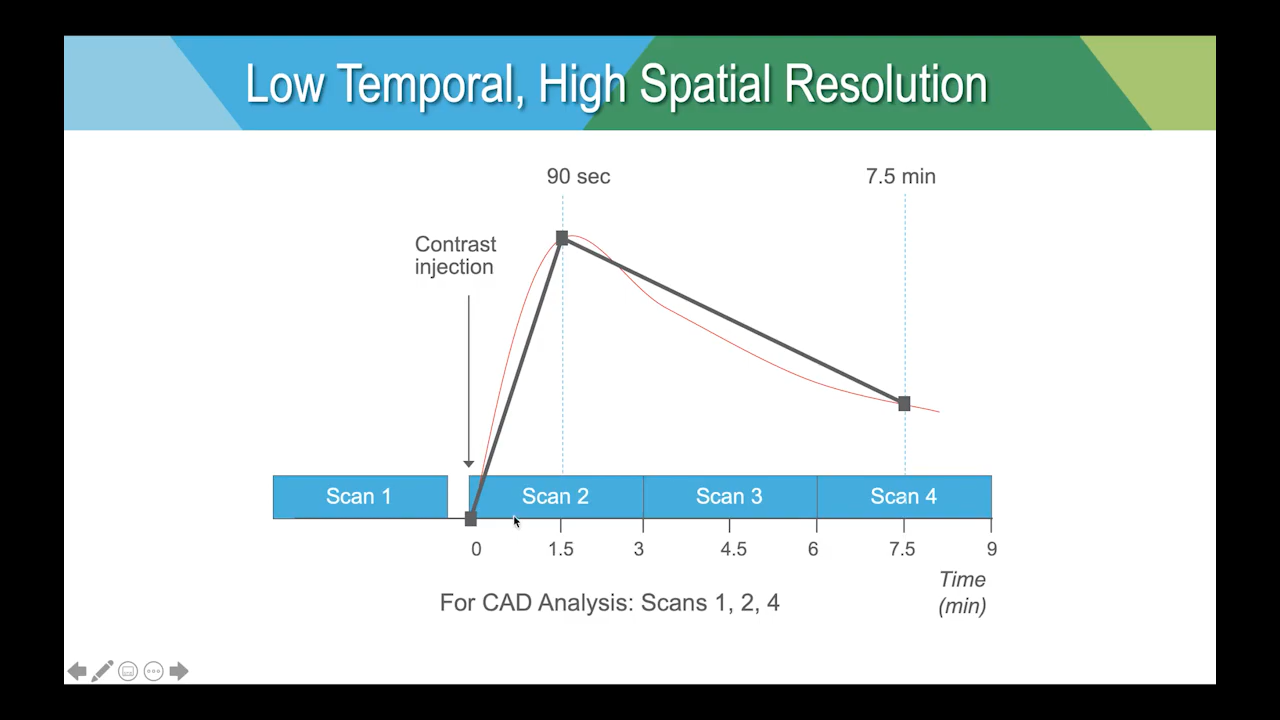 Low Temporal, High Spatial Resolution
90 sec
7.5 min
Contrast
injection
Scan 1
Scan 2
Scan 3
Scan 4
0
1.5
3
4.5
6
7.5
9
Time
(min)
For CAD Analysis: Scans 1, 2, 4